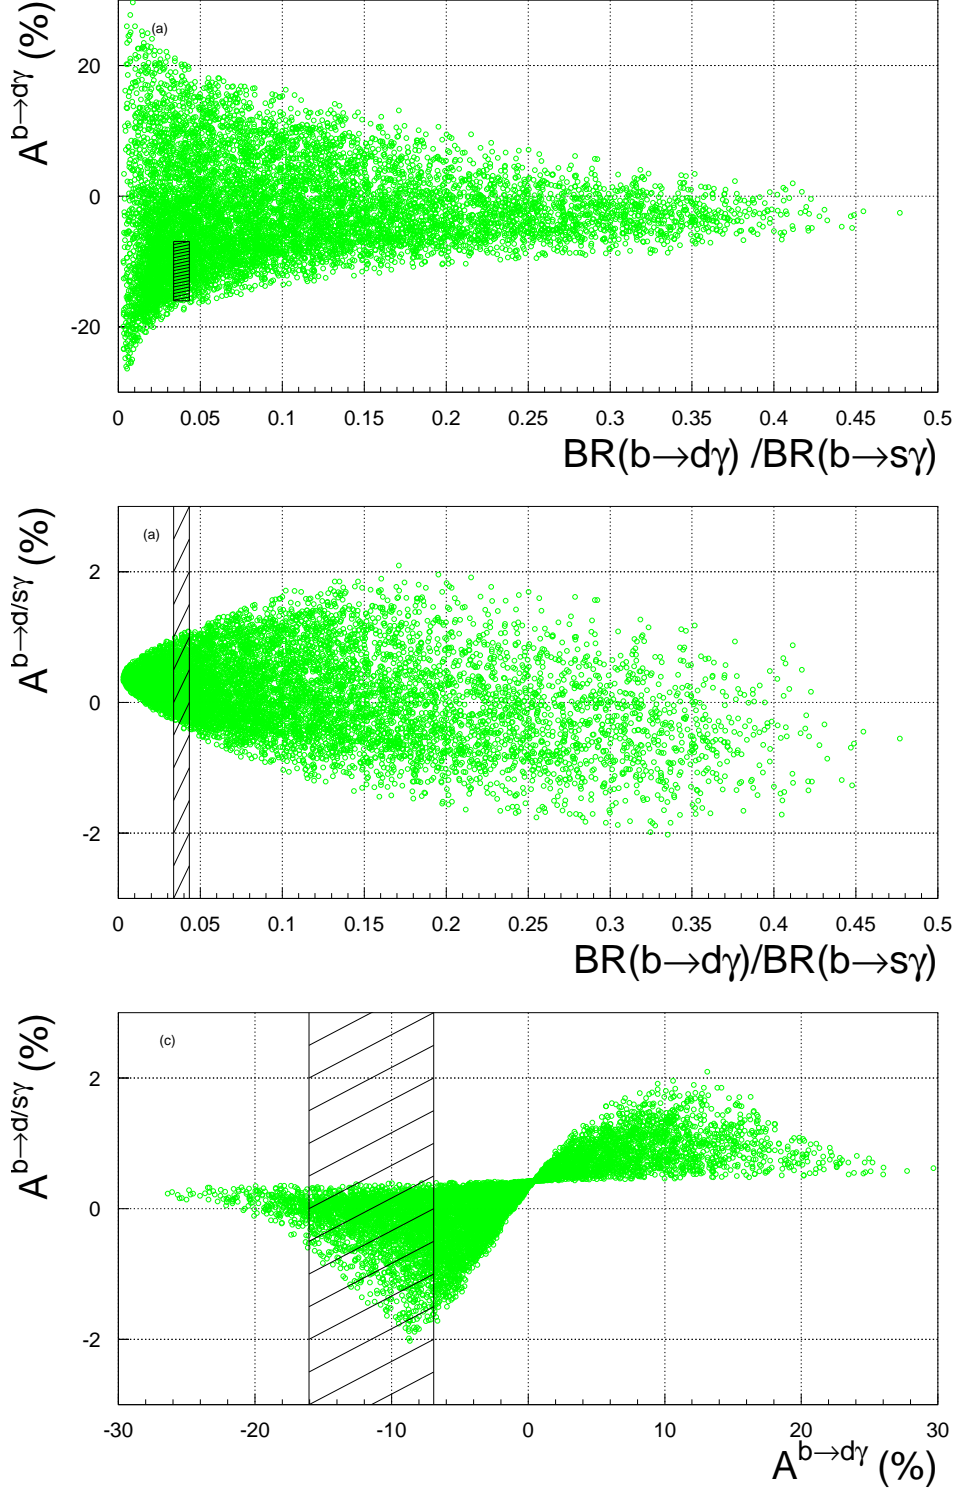 A^{b→dγ} (%)
(a)
20
0
-20
0 0.05 0.1 0.15 0.2 0.25 0.3 0.35 0.4 0.45 0.5
BR(b→dγ) /BR(b→sγ)
A^{b→d/sγ} (%)
(a)
2
0
-2
0 0.05 0.1 0.15 0.2 0.25 0.3 0.35 0.4 0.45 0.5
BR(b→dγ)/BR(b→sγ)
A^{b→d/sγ} (%)
(c)
2
0
-2
-30 -20 -10 0 10 20 30
A^{b→dγ} (%)